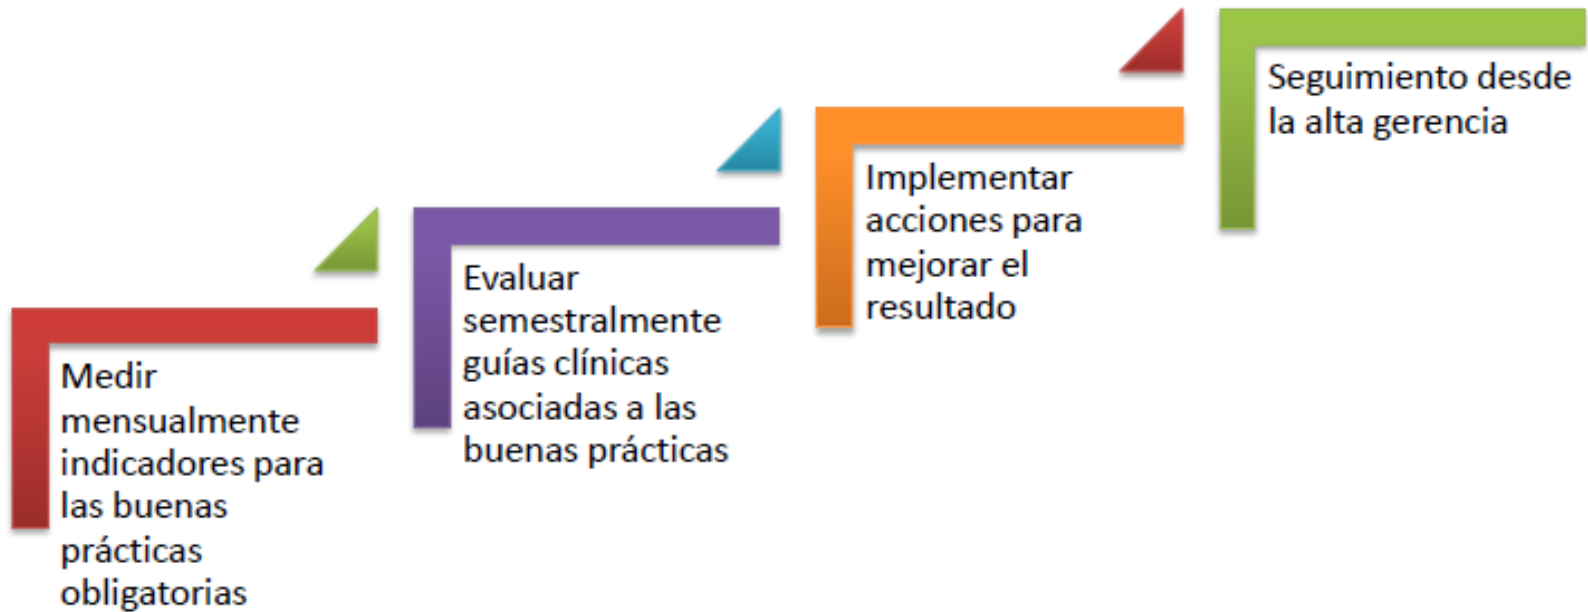 Medir
mensualmente
indicadores para
las buenas
prácticas
obligatorias
Evaluar
semestralmente
guías clínicas
asociadas a las
buenas prácticas
Implementar
acciones para
mejorar el
resultado
Seguimiento desde
la alta gerencia